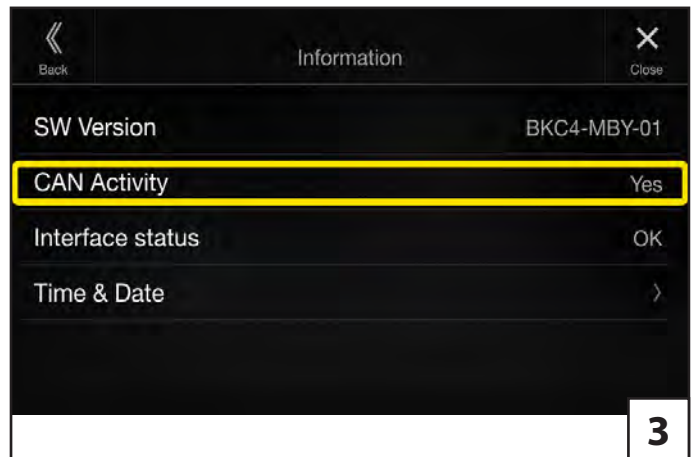 Back
Information
Close
SW Version BKC4-MBY-01
CAN Activity Yes
Interface status OK
Time & Date
3